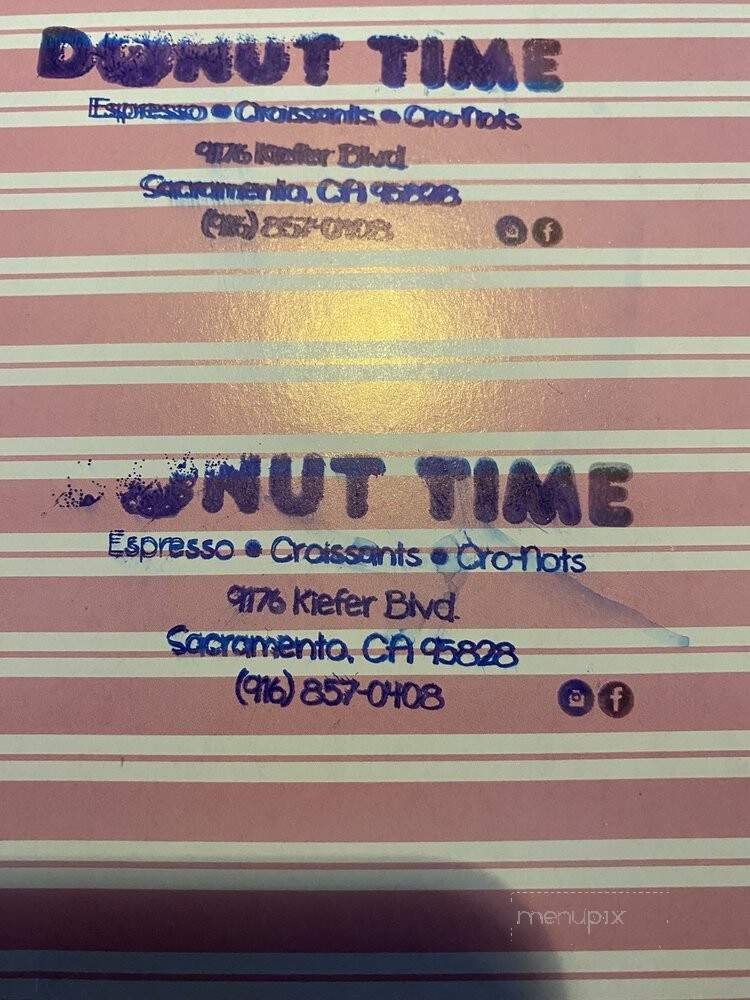 DONUT TIME
Espresso • Croissants • Cro-Nots
9176 Kiefer Blvd.
Sacramento, CA 95828
(916) 857-0408
DONUT TIME
Espresso • Croissants • Cro-Nots
9176 Kiefer Blvd.
Sacramento, CA 95828
(916) 857-0408
menupix